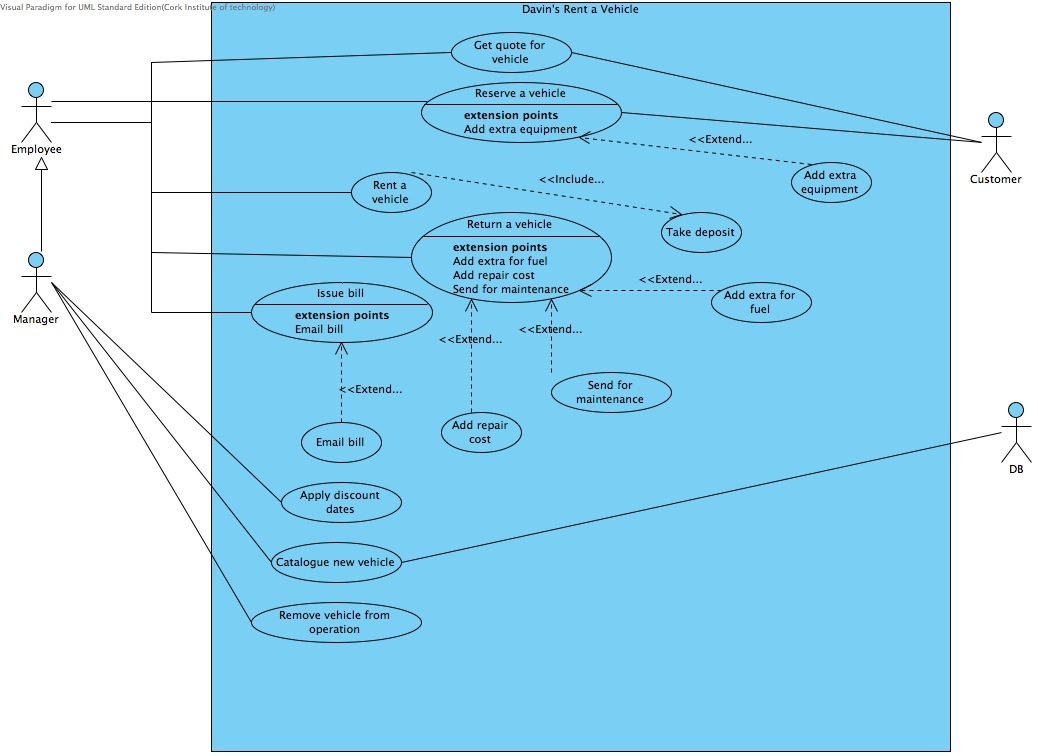 Visual Paradigm for UML Standard Edition(Cork Institute of technology)
Davin's Rent a Vehicle
Get quote for
vehicle
Reserve a vehicle
extension points
Add extra equipment
<<Extend...
Employee
Customer
Add extra
equipment
Rent a
vehicle
<<Include...
Take deposit
Return a vehicle
extension points
Add extra for fuel
Add repair cost
Send for maintenance
<<Extend...
Add extra for
fuel
Manager
Issue bill
extension points
Email bill
<<Extend...
<<Extend...
<<Extend...
Send for
maintenance
Email bill
Add repair
cost
DB
Apply discount
dates
Catalogue new vehicle
Remove vehicle from
operation